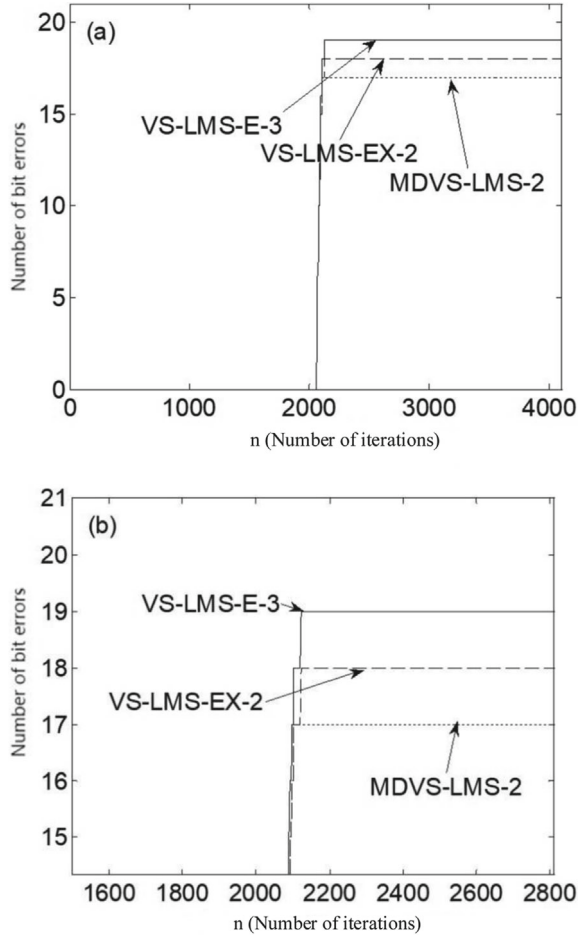 (a)
20
15
10
5
0
VS-LMS-E-3
VS-LMS-EX-2
MDVS-LMS-2
Number of bit errors
0 1000 2000 3000 4000
n (Number of iterations)
(b)
21
20
19
18
17
16
15
VS-LMS-E-3
VS-LMS-EX-2
MDVS-LMS-2
Number of bit errors
1600 1800 2000 2200 2400 2600 2800
n (Number of iterations)